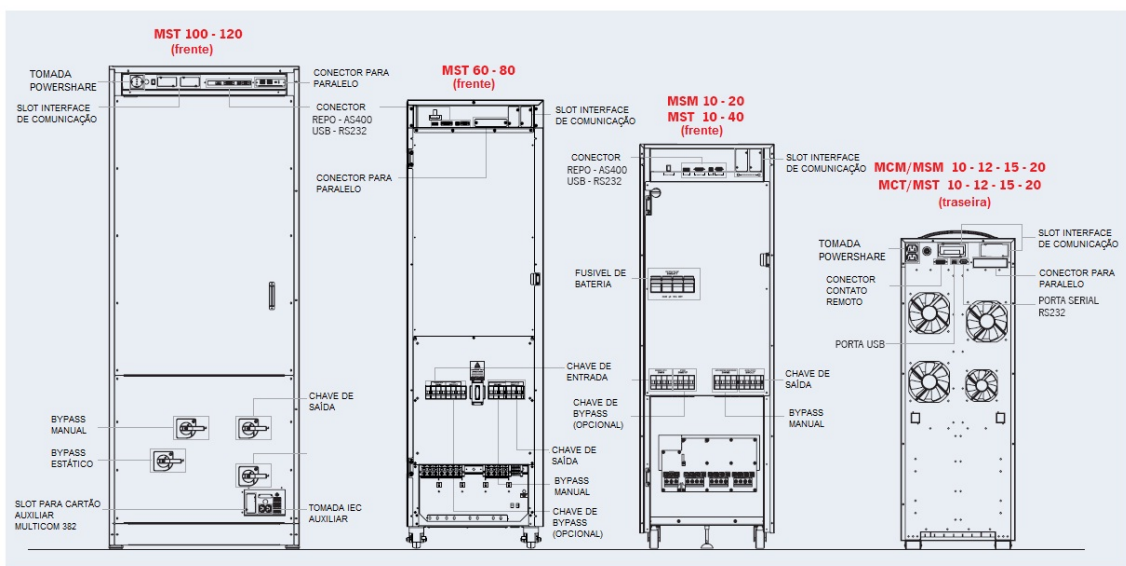 MST 100 - 120
(frente)
TOMADA
POWERSHARE
SLOT INTERFACE
DE COMUNICAÇÃO
CONECTOR PARA
PARALELO
CONECTOR
REPO - AS400
USB - RS232
BYPASS
MANUAL
BYPASS
ESTÁTICO
SLOT PARA CARTÃO
AUXILIAR
MULTICOM 382
CHAVE DE
SAÍDA
TOMADA IEC
AUXILIAR
MST 60 - 80
(frente)
SLOT INTERFACE
DE COMUNICAÇÃO
CONECTOR PARA
PARALELO
CHAVE DE
ENTRADA
CHAVE DE
SAÍDA
BYPASS
MANUAL
CHAVE DE
BYPASS
(OPCIONAL)
MSM 10 - 20
MST 10 - 40
(frente)
CONECTOR
REPO - AS400
USB - RS232
SLOT INTERFACE
DE COMUNICAÇÃO
FUSIVEL DE
BATERIA
CHAVE DE
BYPASS
(OPCIONAL)
CHAVE DE
SAÍDA
BYPASS
MANUAL
MCM/MSM 10 - 12 - 15 - 20
MCT/MST 10 - 12 - 15 - 20
(traseira)
TOMADA
POWERSHARE
CONECTOR
CONTATO
REMOTO
PORTA USB
SLOT INTERFACE
DE COMUNICAÇÃO
CONECTOR PARA
PARALELO
PORTA SERIAL
RS232